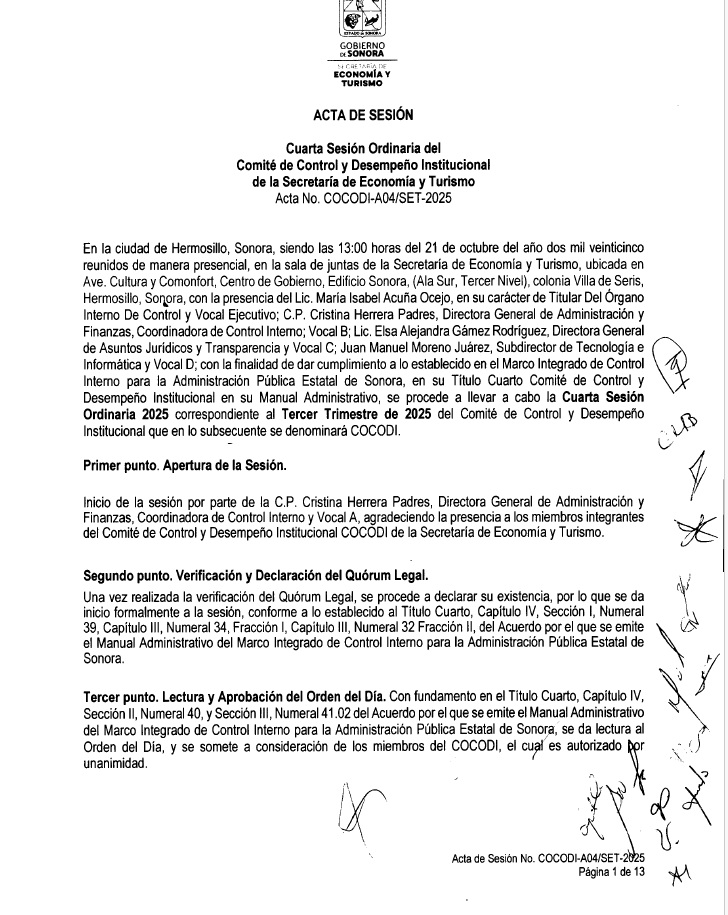 ESTADO DE SONORA
GOBIERNO
DE SONORA
SECRETARÍA DE
ECONOMÍA Y
TURISMO
ACTA DE SESIÓN
Cuarta Sesión Ordinaria del
Comité de Control y Desempeño Institucional
de la Secretaría de Economía y Turismo
Acta No. COCODI-A04/SET-2025
En la ciudad de Hermosillo, Sonora, siendo las 13:00 horas del 21 de octubre del año dos mil veinticinco
reunidos de manera presencial, en la sala de juntas de la Secretaría de Economía y Turismo, ubicada en
Ave. Cultura y Comonfort, Centro de Gobierno, Edificio Sonora, (Ala Sur, Tercer Nivel), colonia Villa de Seris,
Hermosillo, Sonora, con la presencia del Lic. María Isabel Acuña Ocejo, en su carácter de Titular Del Órgano
Interno De Control y Vocal Ejecutivo; C.P. Cristina Herrera Padres, Directora General de Administración y
Finanzas, Coordinadora de Control Interno; Vocal B; Lic. Elsa Alejandra Gámez Rodríguez, Directora General
de Asuntos Jurídicos y Transparencia y Vocal C; Juan Manuel Moreno Juárez, Subdirector de Tecnología e
Informática y Vocal D; con la finalidad de dar cumplimiento a lo establecido en el Marco Integrado de Control
Interno para la Administración Pública Estatal de Sonora, en su Título Cuarto Comité de Control y
Desempeño Institucional en su Manual Administrativo, se procede a llevar a cabo la Cuarta Sesión
Ordinaria 2025 correspondiente al Tercer Trimestre de 2025 del Comité de Control y Desempeño
Institucional que en lo subsecuente se denominará COCODI.
Primer punto. Apertura de la Sesión.
Inicio de la sesión por parte de la C.P. Cristina Herrera Padres, Directora General de Administración y
Finanzas, Coordinadora de Control Interno y Vocal A, agradeciendo la presencia a los miembros integrantes
del Comité de Control y Desempeño Institucional COCODI de la Secretaría de Economía y Turismo.
Segundo punto. Verificación y Declaración del Quórum Legal.
Una vez realizada la verificación del Quórum Legal, se procede a declarar su existencia, por lo que se da
inicio formalmente a la sesión, conforme a lo establecido al Título Cuarto, Capítulo IV, Sección I, Numeral
39, Capítulo III, Numeral 34, Fracción I, Capítulo III, Numeral 32 Fracción II, del Acuerdo por el que se emite
el Manual Administrativo del Marco Integrado de Control Interno para la Administración Pública Estatal de
Sonora.
Tercer punto. Lectura y Aprobación del Orden del Día. Con fundamento en el Título Cuarto, Capítulo IV,
Sección II, Numeral 40, y Sección III, Numeral 41.02 del Acuerdo por el que se emite el Manual Administrativo
del Marco Integrado de Control Interno para la Administración Pública Estatal de Sonora, se da lectura al
Orden del Día, y se somete a consideración de los miembros del COCODI, el cual es autorizado por
unanimidad.
Acta de Sesión No. COCODI-A04/SET-2025
Página 1 de 13